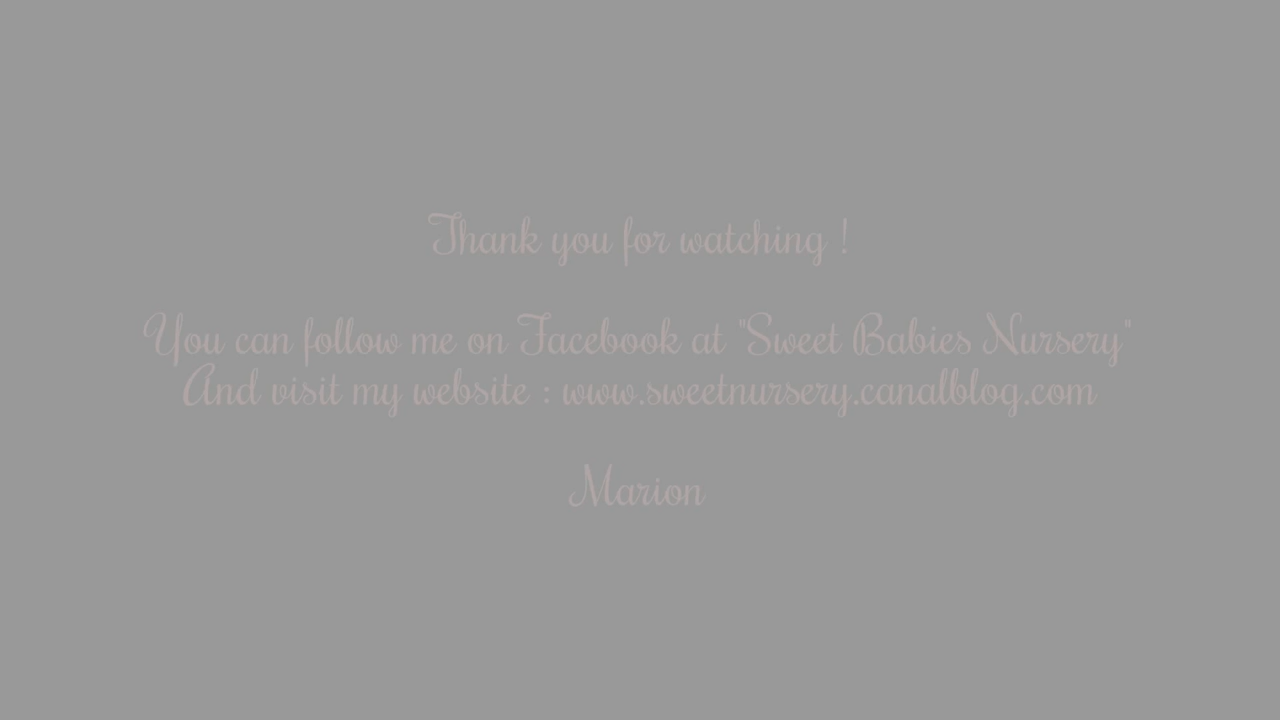 Thank you for watching !
You can follow me on Facebook at "Sweet Babies Nursery"
And visit my website : www.sweetnursery.canalblog.com
Marion